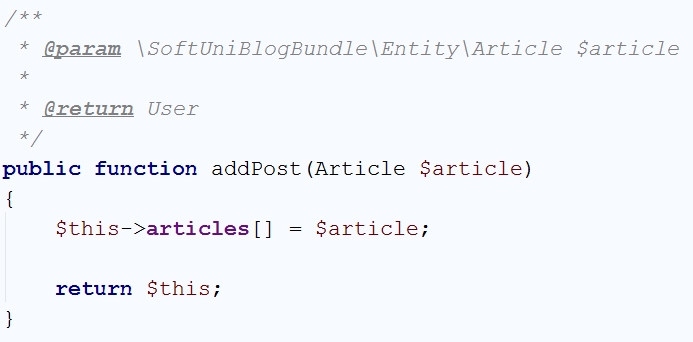 /**
 * @param \SoftUniBlogBundle\Entity\Article $article
 *
 * @return User
 */
public function addPost(Article $article)
{
    $this->articles[] = $article;

    return $this;
}